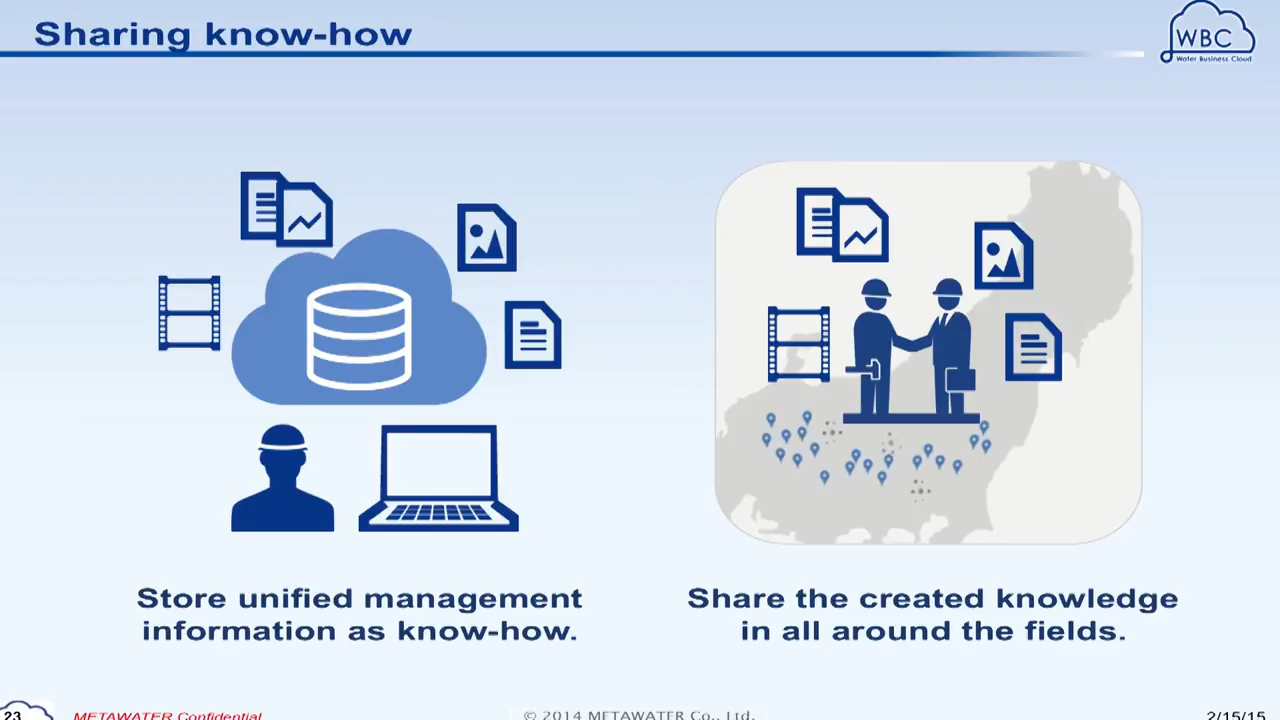 Sharing know-how
WBC
Water Business Cloud
Store unified management
information as know-how.
Share the created knowledge
in all around the fields.
23
METAWATER Confidential
© 2014 METAWATER Co., Ltd.
2/15/15